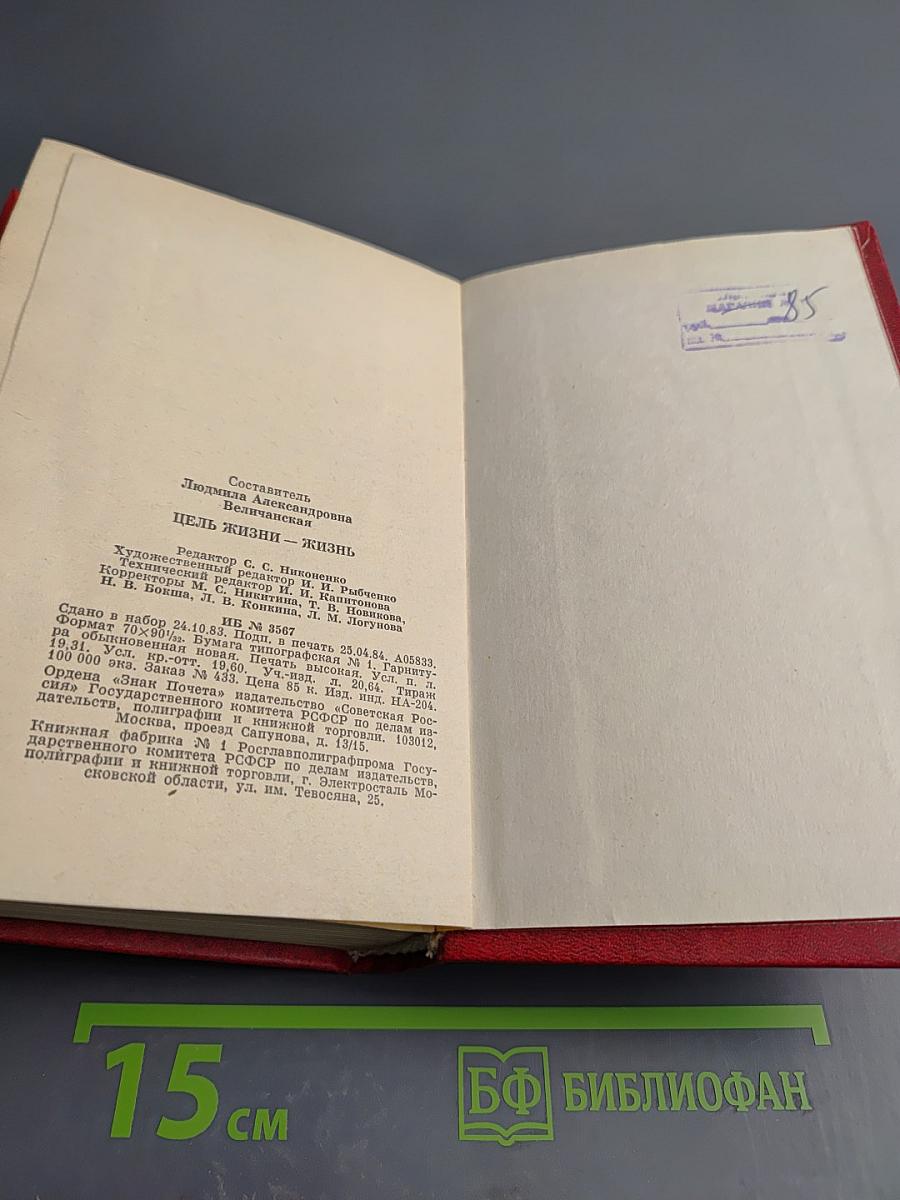 Составитель
Людмила Александровна
Величанская
ЦЕЛЬ ЖИЗНИ — ЖИЗНЬ
Редактор С. С. Никоненко
Художественный редактор И. И. Рыбченко
Технический редактор И. И. Капитонова
Корректоры М. С. Никитина, Т. В. Новикова,
Н. В. Бокша, Л. В. Конкина, Л. М. Логунова
ИБ № 3567
Сдано в набор 24.10.83. Подп. в печать 25.04.84. А05833.
Формат 70×90¹/₃₂. Бумага типографская № 1. Гарниту-
ра обыкновенная новая. Печать высокая. Усл. п. л.
19,31. Усл. кр.-отт. 19,60. Уч.-изд. л. 20,64. Тираж
100 000 экз. Заказ № 433. Цена 85 к. Изд. инд. НА-204.
Ордена «Знак Почета» издательство «Советская Рос-
сия» Государственного комитета РСФСР по делам из-
дательств, полиграфии и книжной торговли. 103012,
Москва, проезд Сапунова, д. 13/15.
Книжная фабрика № 1 Росглавполиграфпрома Госу-
дарственного комитета РСФСР по делам издательств,
полиграфии и книжной торговли, г. Электросталь Мо-
сковской области, ул. им. Тевосяна, 25.
85
15 см
БФ БИБЛИОФАН